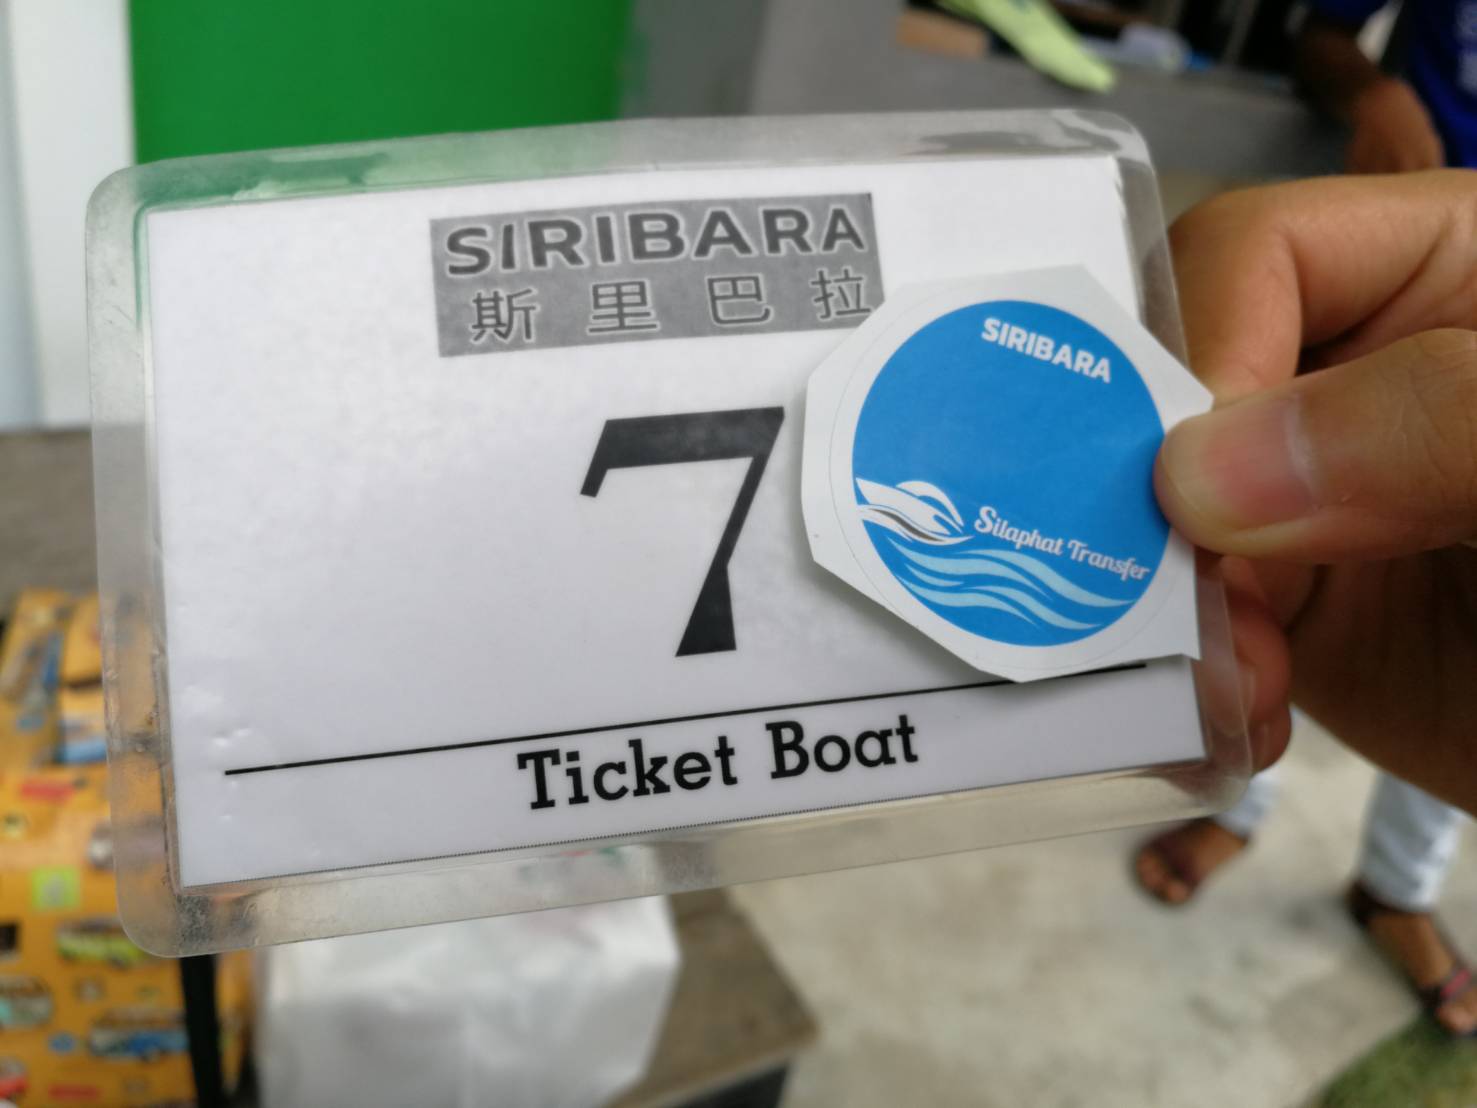 SIRIBARA
斯里巴拉
7
SIRIBARA
Silaphat Transfer
Ticket Boat